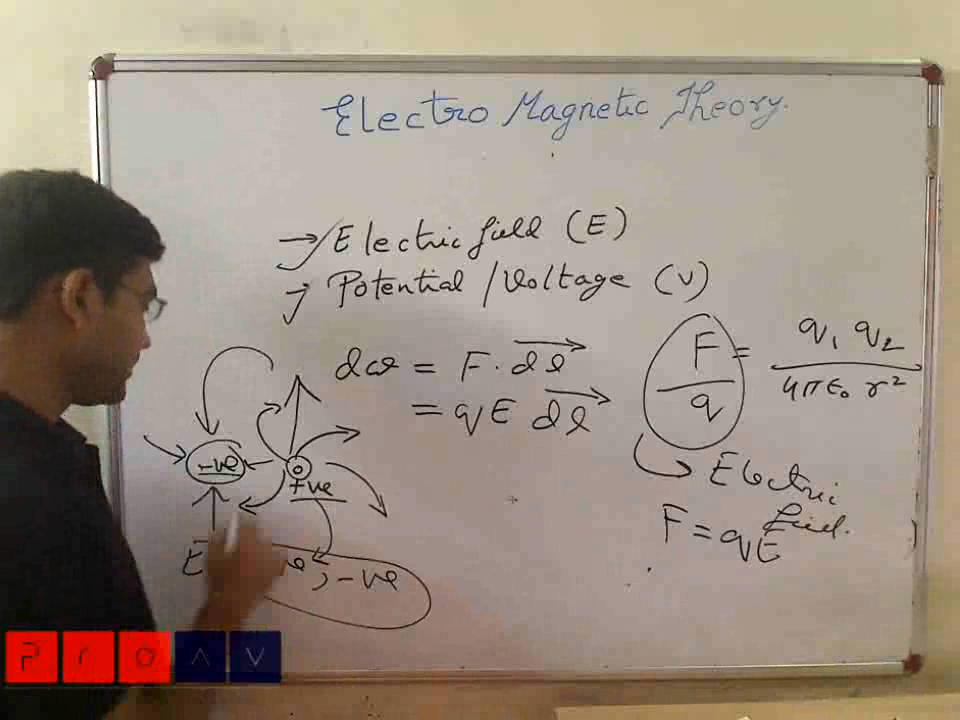 Electro Magnetic Theory.
→ Electric field (E)
→ Potential / Voltage (V)
dω = F · dl
= qE dl
F/q = q₁ q₂ / 4πε₀ r²
Electric field.
F = qE
-ve
+ve
E
, -ve
Pr0ΛV